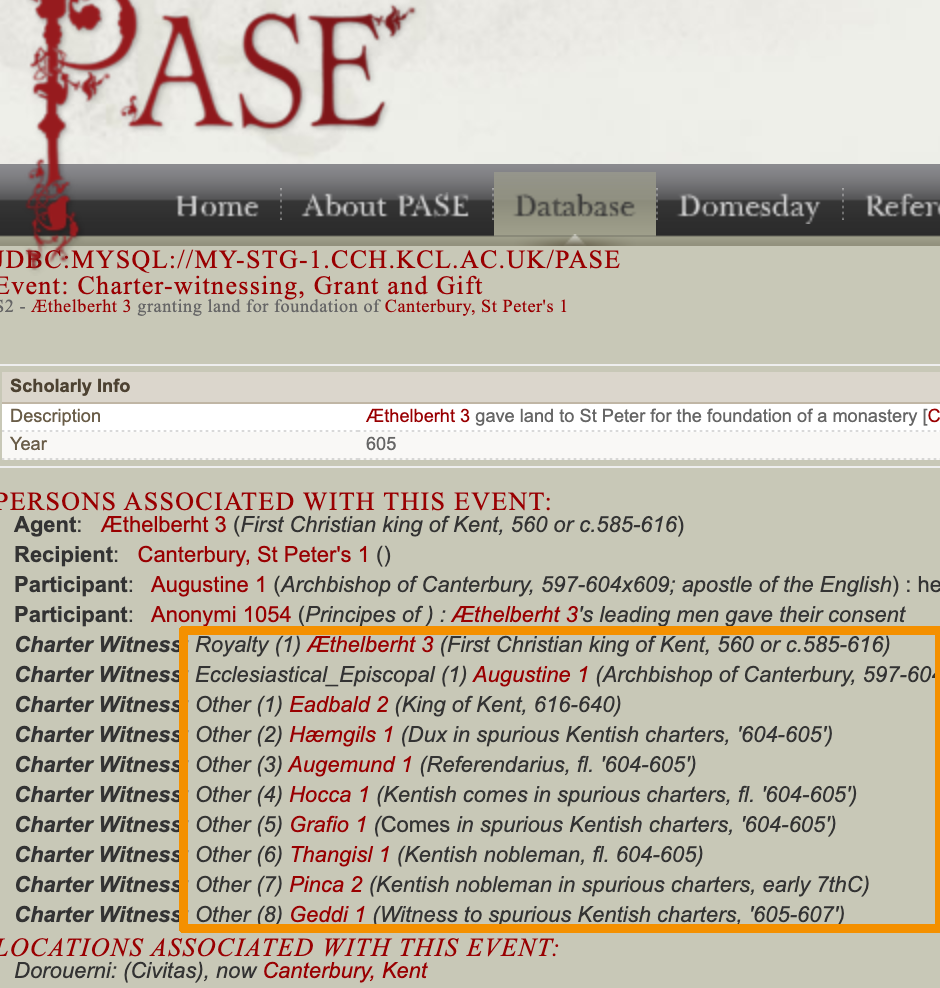 PASE
Home About PASE Database Domesday Refer
JDBC:MYSQL://MY-STG-1.CCH.KCL.AC.UK/PASE
Event: Charter-witnessing, Grant and Gift
S2 - Æthelberht 3 granting land for foundation of Canterbury, St Peter's 1
Scholarly Info
Description Æthelberht 3 gave land to St Peter for the foundation of a monastery [C
Year 605
PERSONS ASSOCIATED WITH THIS EVENT:
Agent: Æthelberht 3 (First Christian king of Kent, 560 or c.585-616)
Recipient: Canterbury, St Peter's 1 ()
Participant: Augustine 1 (Archbishop of Canterbury, 597-604x609; apostle of the English) : he
Participant: Anonymi 1054 (Principes of ) : Æthelberht 3's leading men gave their consent
Charter Witness Royalty (1) Æthelberht 3 (First Christian king of Kent, 560 or c.585-616)
Charter Witness Ecclesiastical_Episcopal (1) Augustine 1 (Archbishop of Canterbury, 597-604
Charter Witness Other (1) Eadbald 2 (King of Kent, 616-640)
Charter Witness Other (2) Hæmgils 1 (Dux in spurious Kentish charters, '604-605')
Charter Witness Other (3) Augemund 1 (Referendarius, fl. '604-605')
Charter Witness Other (4) Hocca 1 (Kentish comes in spurious charters, fl. '604-605')
Charter Witness Other (5) Grafio 1 (Comes in spurious Kentish charters, '604-605')
Charter Witness Other (6) Thangisl 1 (Kentish nobleman, fl. 604-605)
Charter Witness Other (7) Pinca 2 (Kentish nobleman in spurious charters, early 7thC)
Charter Witness Other (8) Geddi 1 (Witness to spurious Kentish charters, '605-607')
LOCATIONS ASSOCIATED WITH THIS EVENT:
Dorouerni: (Civitas), now Canterbury, Kent